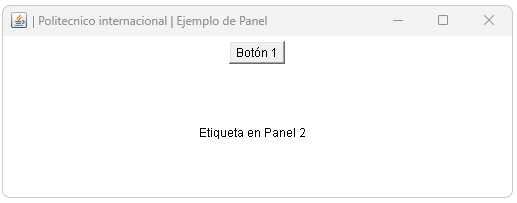 | Politecnico internacional | Ejemplo de Panel
Botón 1
Etiqueta en Panel 2